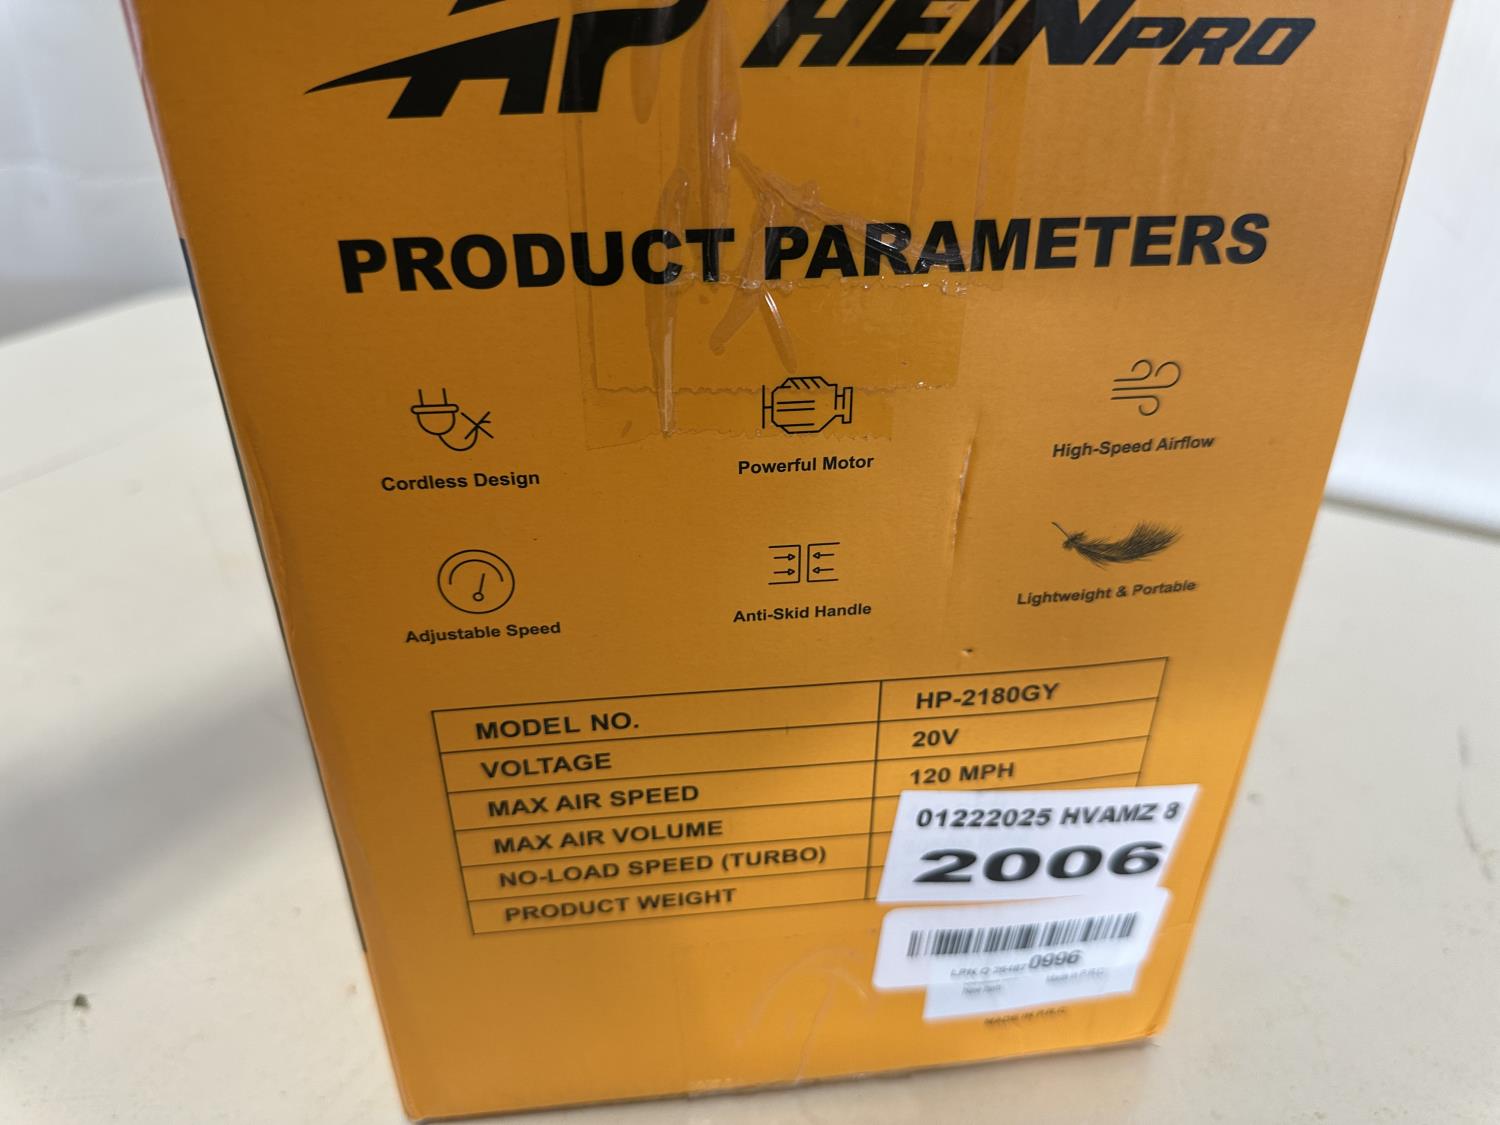 HEINPRO
PRODUCT PARAMETERS
Cordless Design
Powerful Motor
High-Speed Airflow
Adjustable Speed
Anti-Skid Handle
Lightweight & Portable
MODEL NO. HP-2180GY
VOLTAGE 20V
MAX AIR SPEED 120 MPH
MAX AIR VOLUME
NO-LOAD SPEED (TURBO)
PRODUCT WEIGHT
01222025 HVAMZ 8
2006
0996
MADE IN P.R.C.